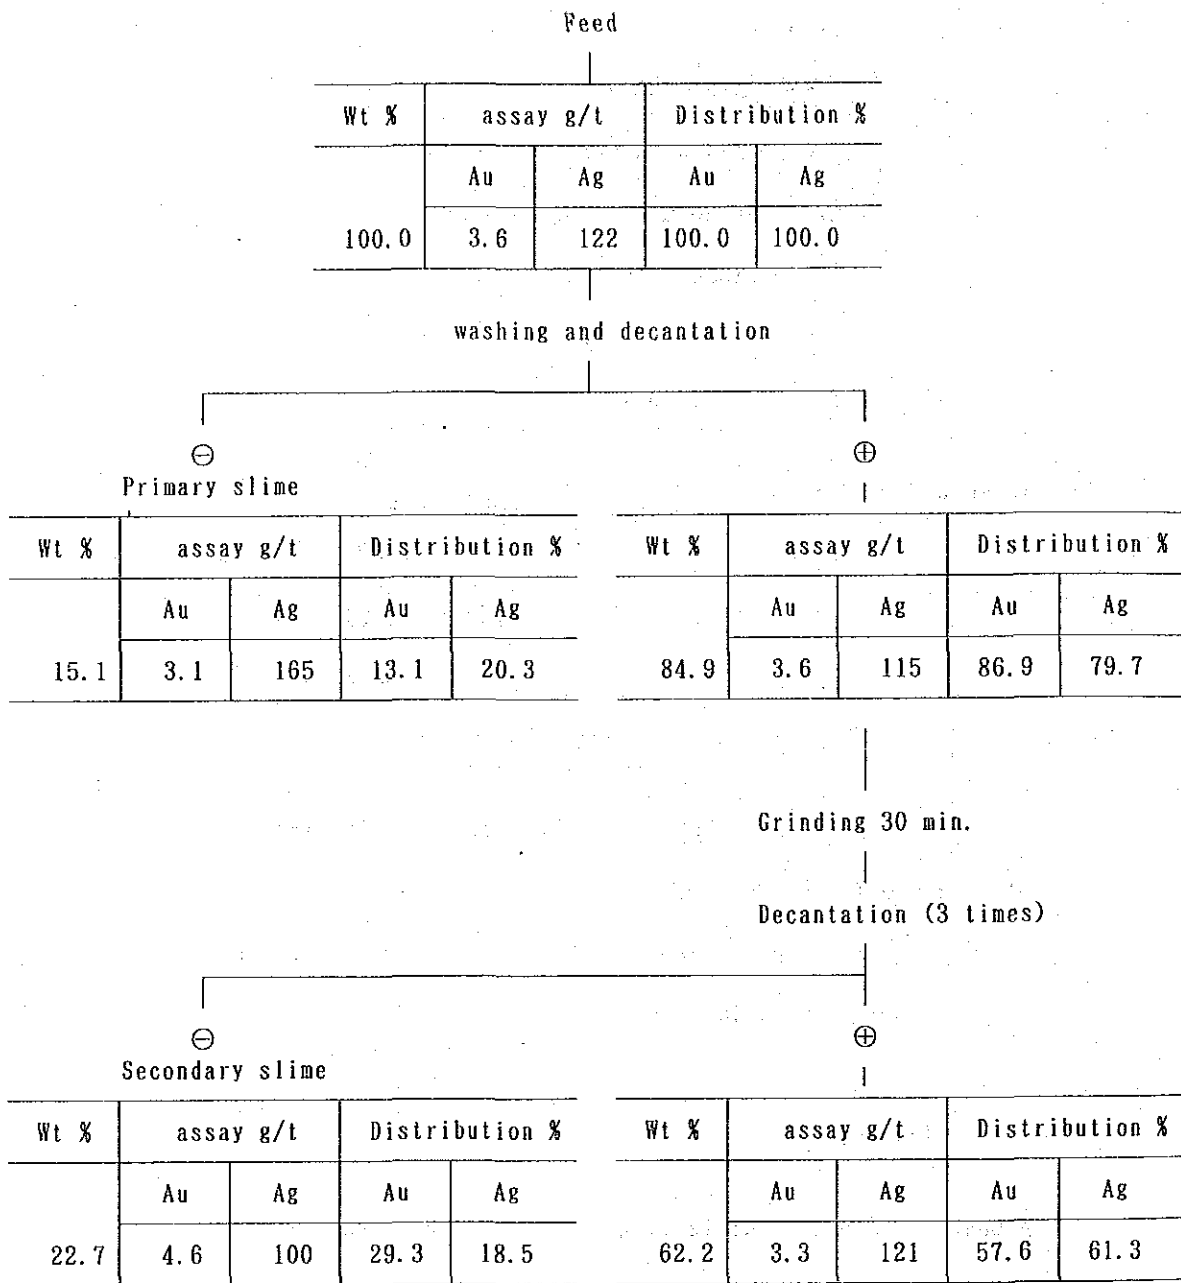 Feed
Wt % assay g/t Distribution %
Au Ag Au Ag
100.0 3.6 122 100.0 100.0
washing and decantation
⊖ ⊕
Primary slime
Wt % assay g/t Distribution % Wt % assay g/t Distribution %
Au Ag Au Ag Au Ag Au Ag
15.1 3.1 165 13.1 20.3 84.9 3.6 115 86.9 79.7
Grinding 30 min.
Decantation (3 times)
⊖ ⊕
Secondary slime
Wt % assay g/t Distribution % Wt % assay g/t Distribution %
Au Ag Au Ag Au Ag Au Ag
22.7 4.6 100 29.3 18.5 62.2 3.3 121 57.6 61.3